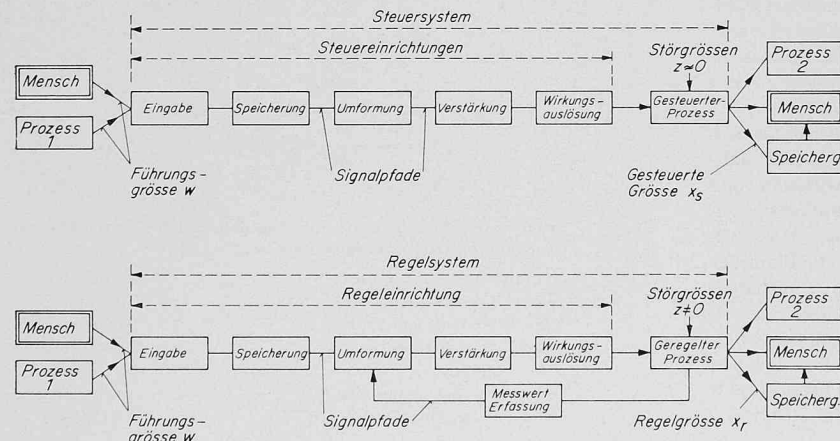 Steuersystem
Steuereinrichtungen
Störgrössen
z≈0
Prozess
2
Mensch
Prozess
1
Eingabe
Speicherung
Umformung
Verstärkung
Wirkungs-
auslösung
Gesteuerter-
Prozess
Mensch
Speicherg.
Führungs-
grösse w
Signalpfade
Gesteuerte
Grösse xs
Regelsystem
Regeleinrichtung
Störgrössen
z≠0
Prozess
2
Mensch
Prozess
1
Eingabe
Speicherung
Umformung
Verstärkung
Wirkungs-
auslösung
Geregelter
Prozess
Mensch
Messwert
Erfassung
Speicherg.
Führungs-
grösse w
Signalpfade
Regelgrösse xr